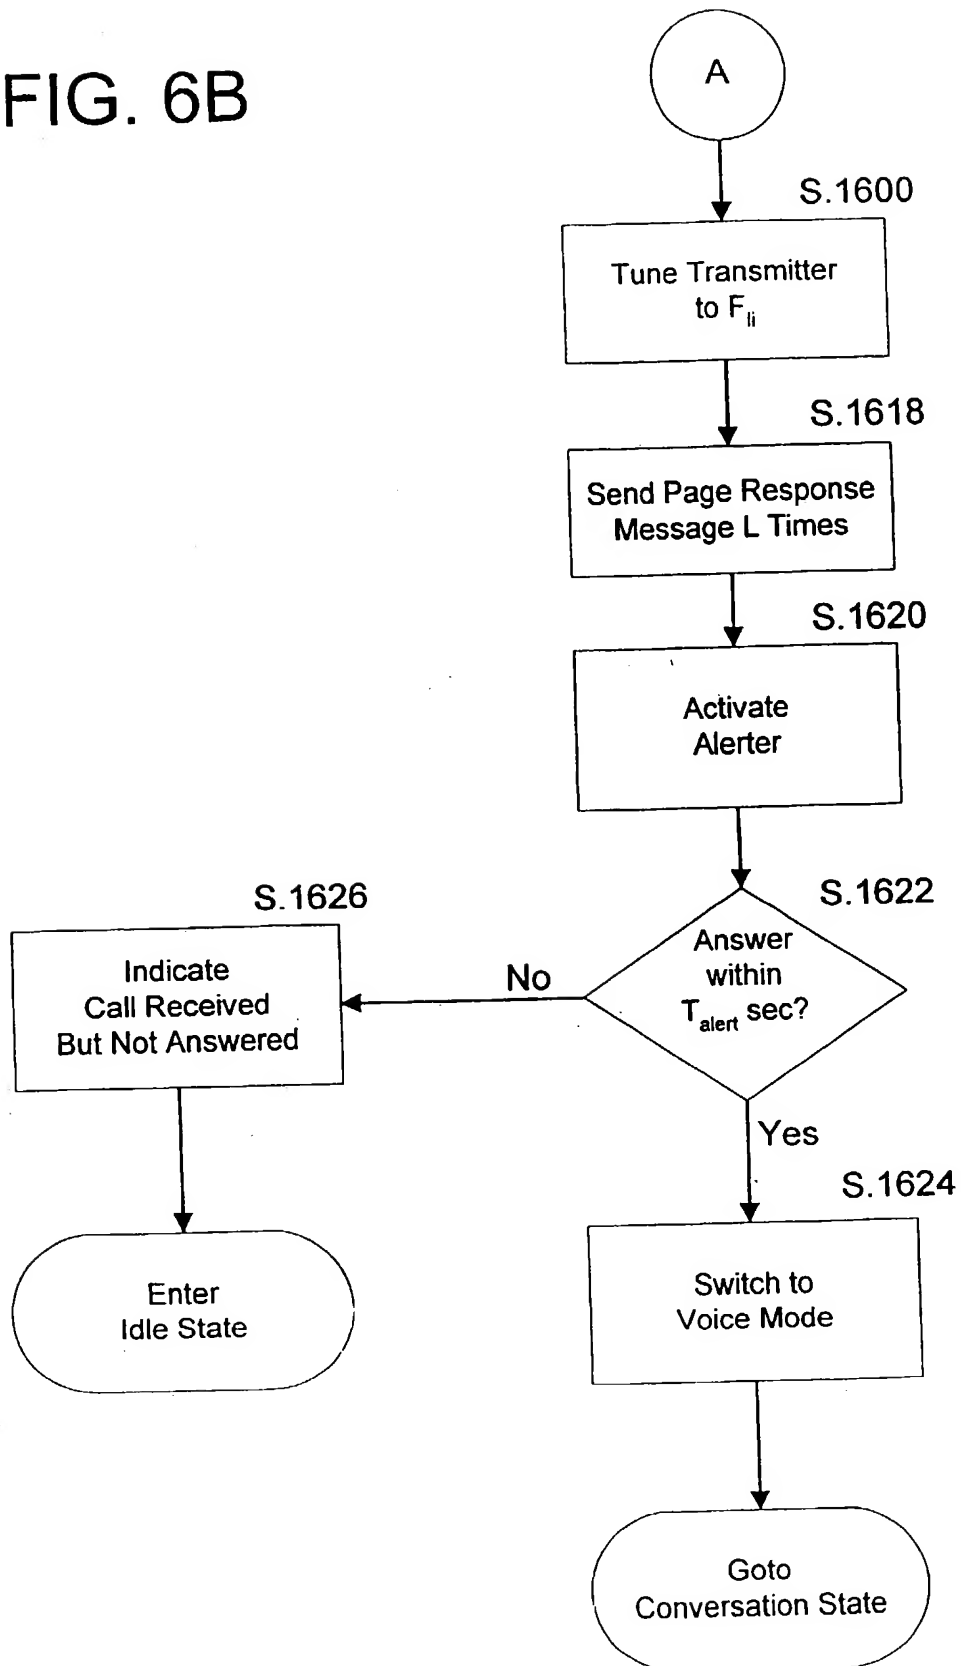 FIG. 6B
A
S.1600
Tune Transmitter
to F_li
S.1618
Send Page Response
Message L Times
S.1620
Activate
Alerter
S.1622
Answer
within
T_alert sec?
No
S.1626
Indicate
Call Received
But Not Answered
Enter
Idle State
Yes
S.1624
Switch to
Voice Mode
Goto
Conversation State